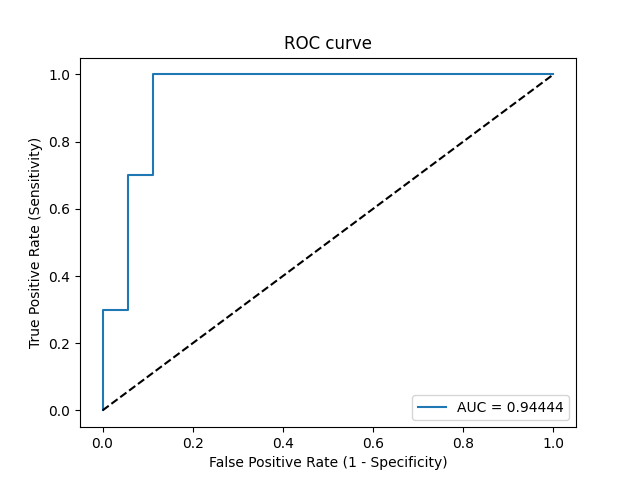 ROC curve
True Positive Rate (Sensitivity)
1.0
0.8
0.6
0.4
0.2
0.0
AUC = 0.94444
0.0 0.2 0.4 0.6 0.8 1.0
False Positive Rate (1 - Specificity)